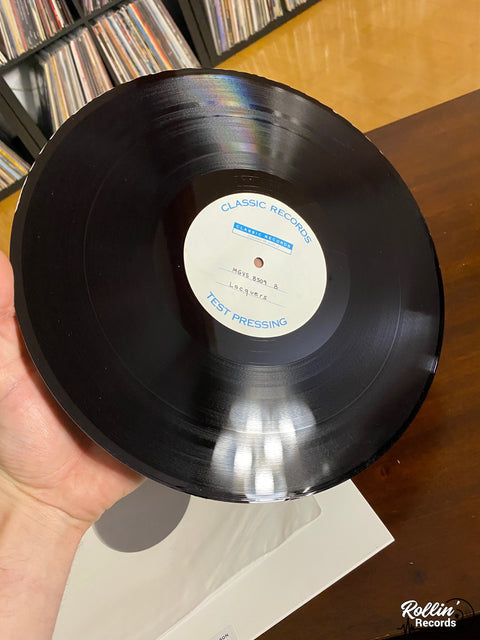 CLASSIC RECORDS
CLASSIC RECORDS
MGVS 8309 B
Lacquers
TEST PRESSING
Rollin'
Records